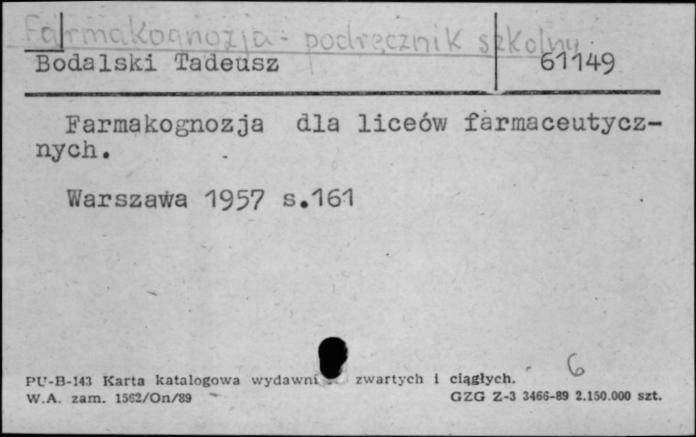 Farmakognozja - podręcznik szkolny
Bodalski Tadeusz 61149
Farmakognozja dla liceów farmaceutycz-
nych.
Warszawa 1957 s.161
6
PU-B-143 Karta katalogowa wydawni zwartych i ciągłych.
W.A. zam. 1562/On/89 GZG Z-3 3466-89 2.150.000 szt.